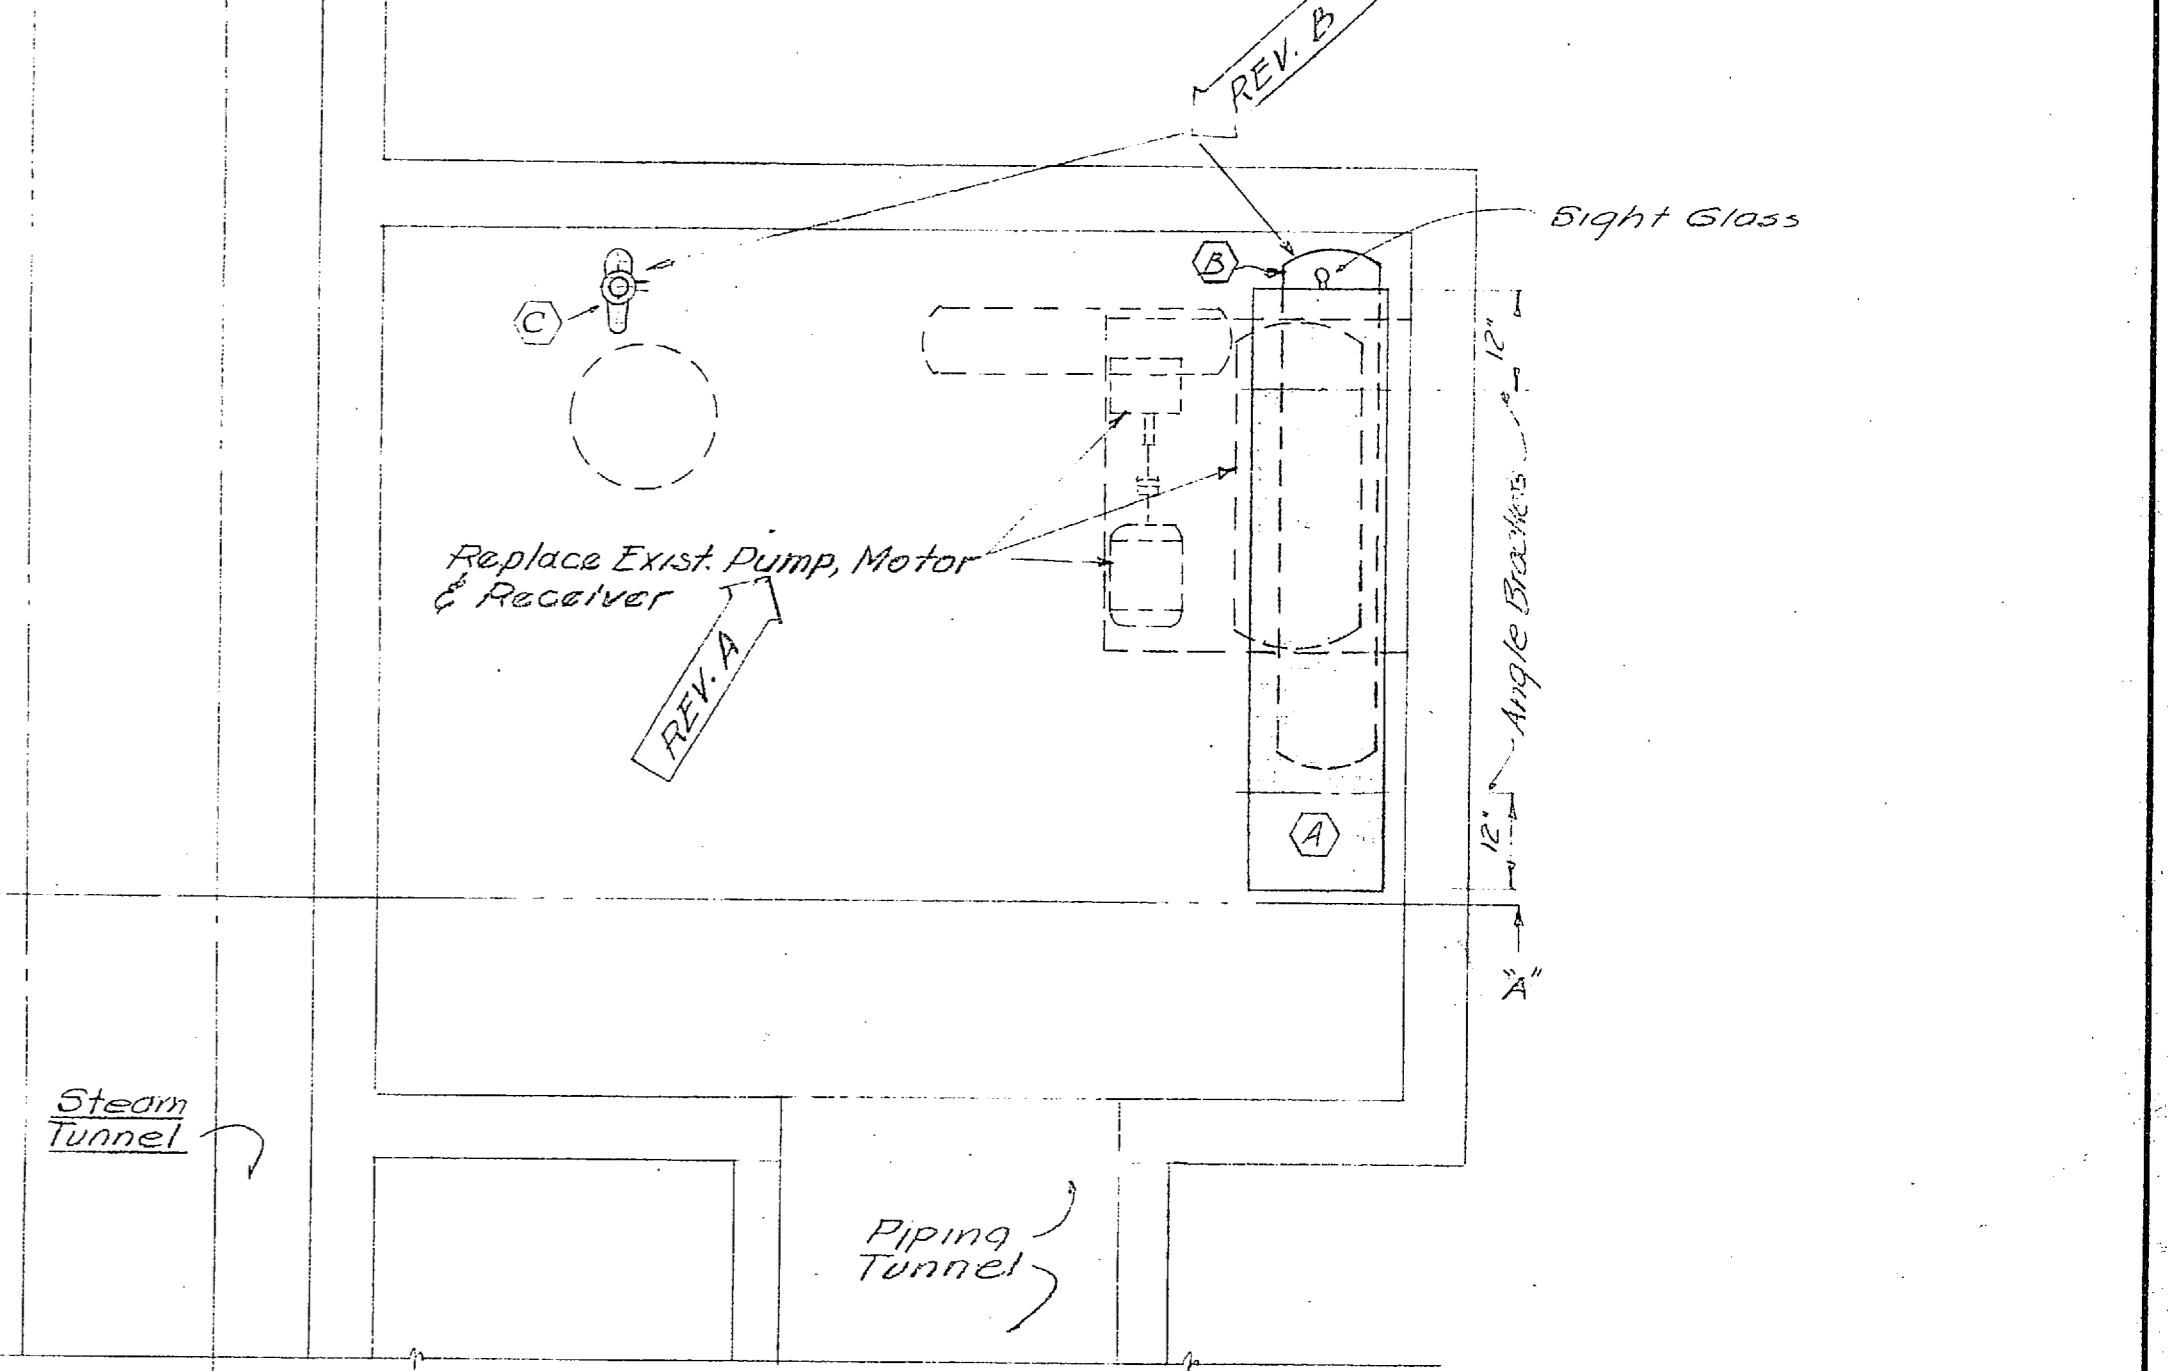 REV. B
Sight Glass
B
C
12"
Replace Exist. Pump, Motor
& Receiver
REV. A
Angle Brackets
12"
A
"A"
Steam
Tunnel
Piping
Tunnel